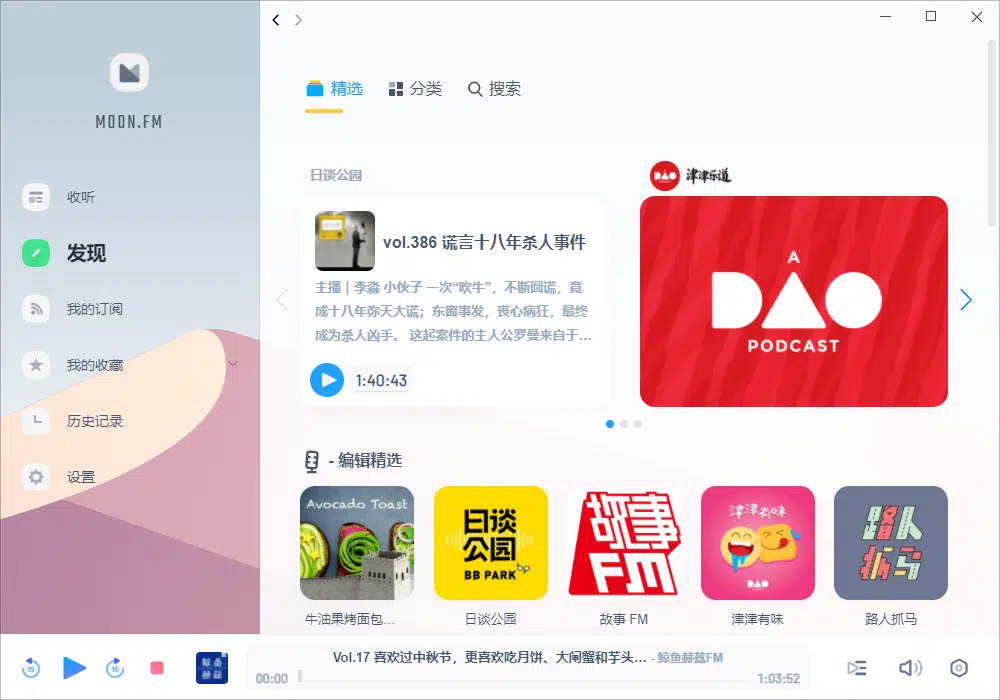 MOON.FM
收听
发现
我的订阅
我的收藏
历史记录
设置
精选
分类
搜索
日谈公园
vol.386 谎言十八年杀人事件
主播｜李淼 小伙子 一次“吹牛”，不断圆谎，竟
成十八年弥天大谎；东窗事发，丧心病狂，最终
成为杀人凶手。 这起案件的主人公罗曼来自于...
1:40:43
DAO 津津乐道
A
DAO
PODCAST
- 编辑精选
Avocado Toast
日谈
公园
BB PARK
bp
故事
FM
津津有味
DAO
路人
抓马
牛油果烤面包...
日谈公园
故事 FM
津津有味
路人抓马
15
15
鲸鱼
赫兹
Vol.17 喜欢过中秋节，更喜欢吃月饼、大闸蟹和芋头... - 鲸鱼赫兹FM
00:00
1:03:52